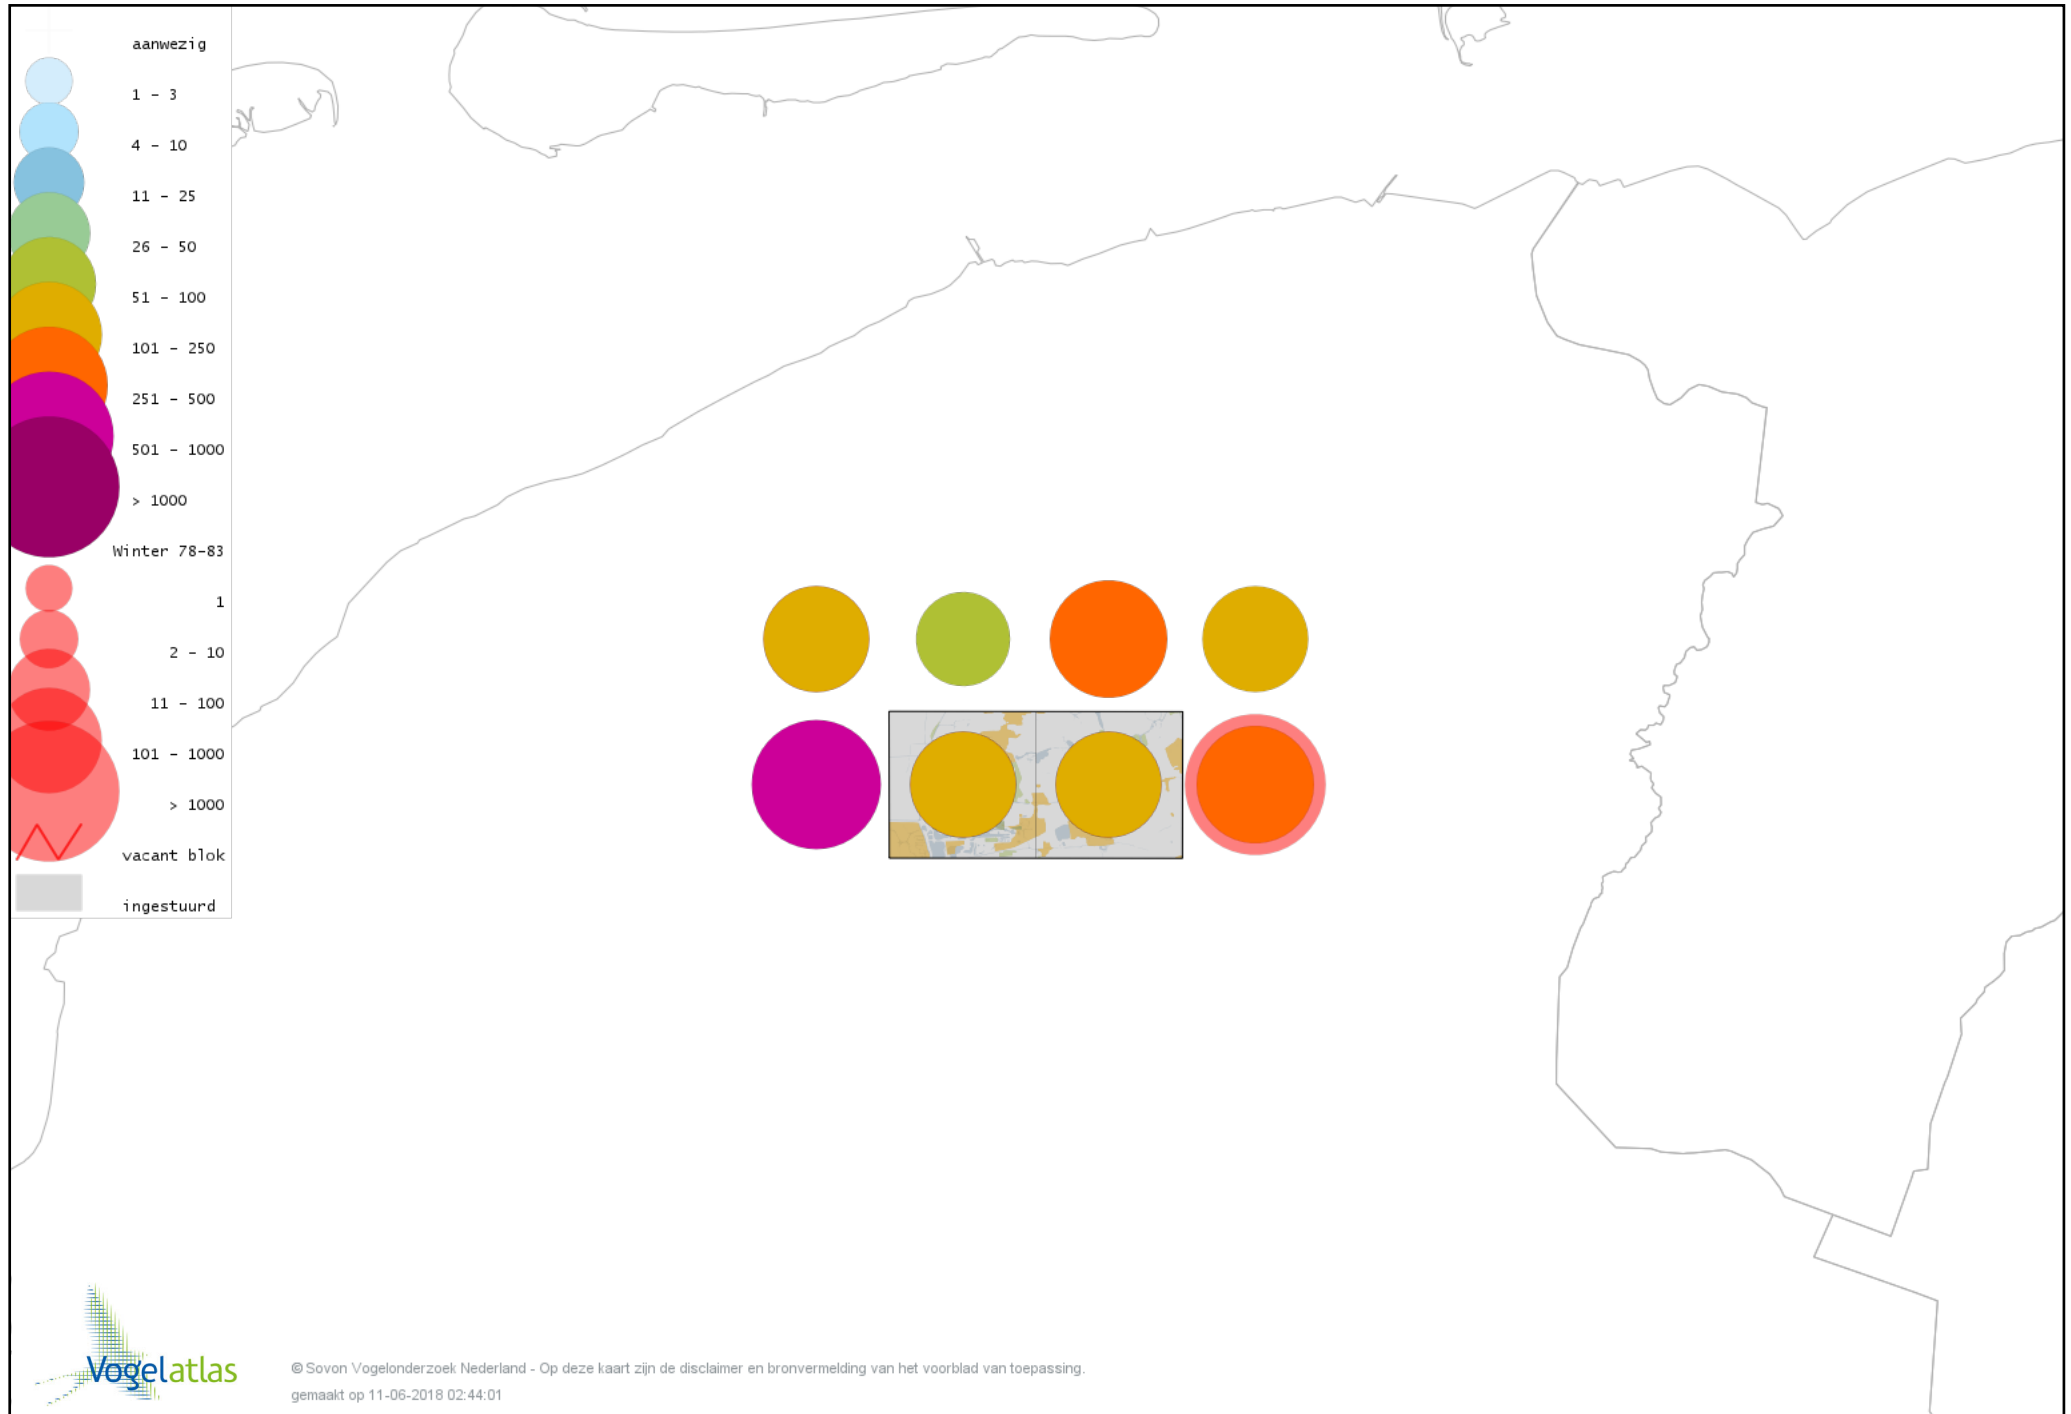 aanwezig
1 - 3
4 - 10
11 - 25
26 - 50
51 - 100
101 - 250
251 - 500
501 - 1000
> 1000
Winter 78-83
1
2 - 10
11 - 100
101 - 1000
> 1000
vacant blok
ingestuurd
Vogelatlas
© Sovon Vogelonderzoek Nederland - Op deze kaart zijn de disclaimer en bronvermelding van het voorblad van toepassing.
gemaakt op 11-06-2018 02:44:01